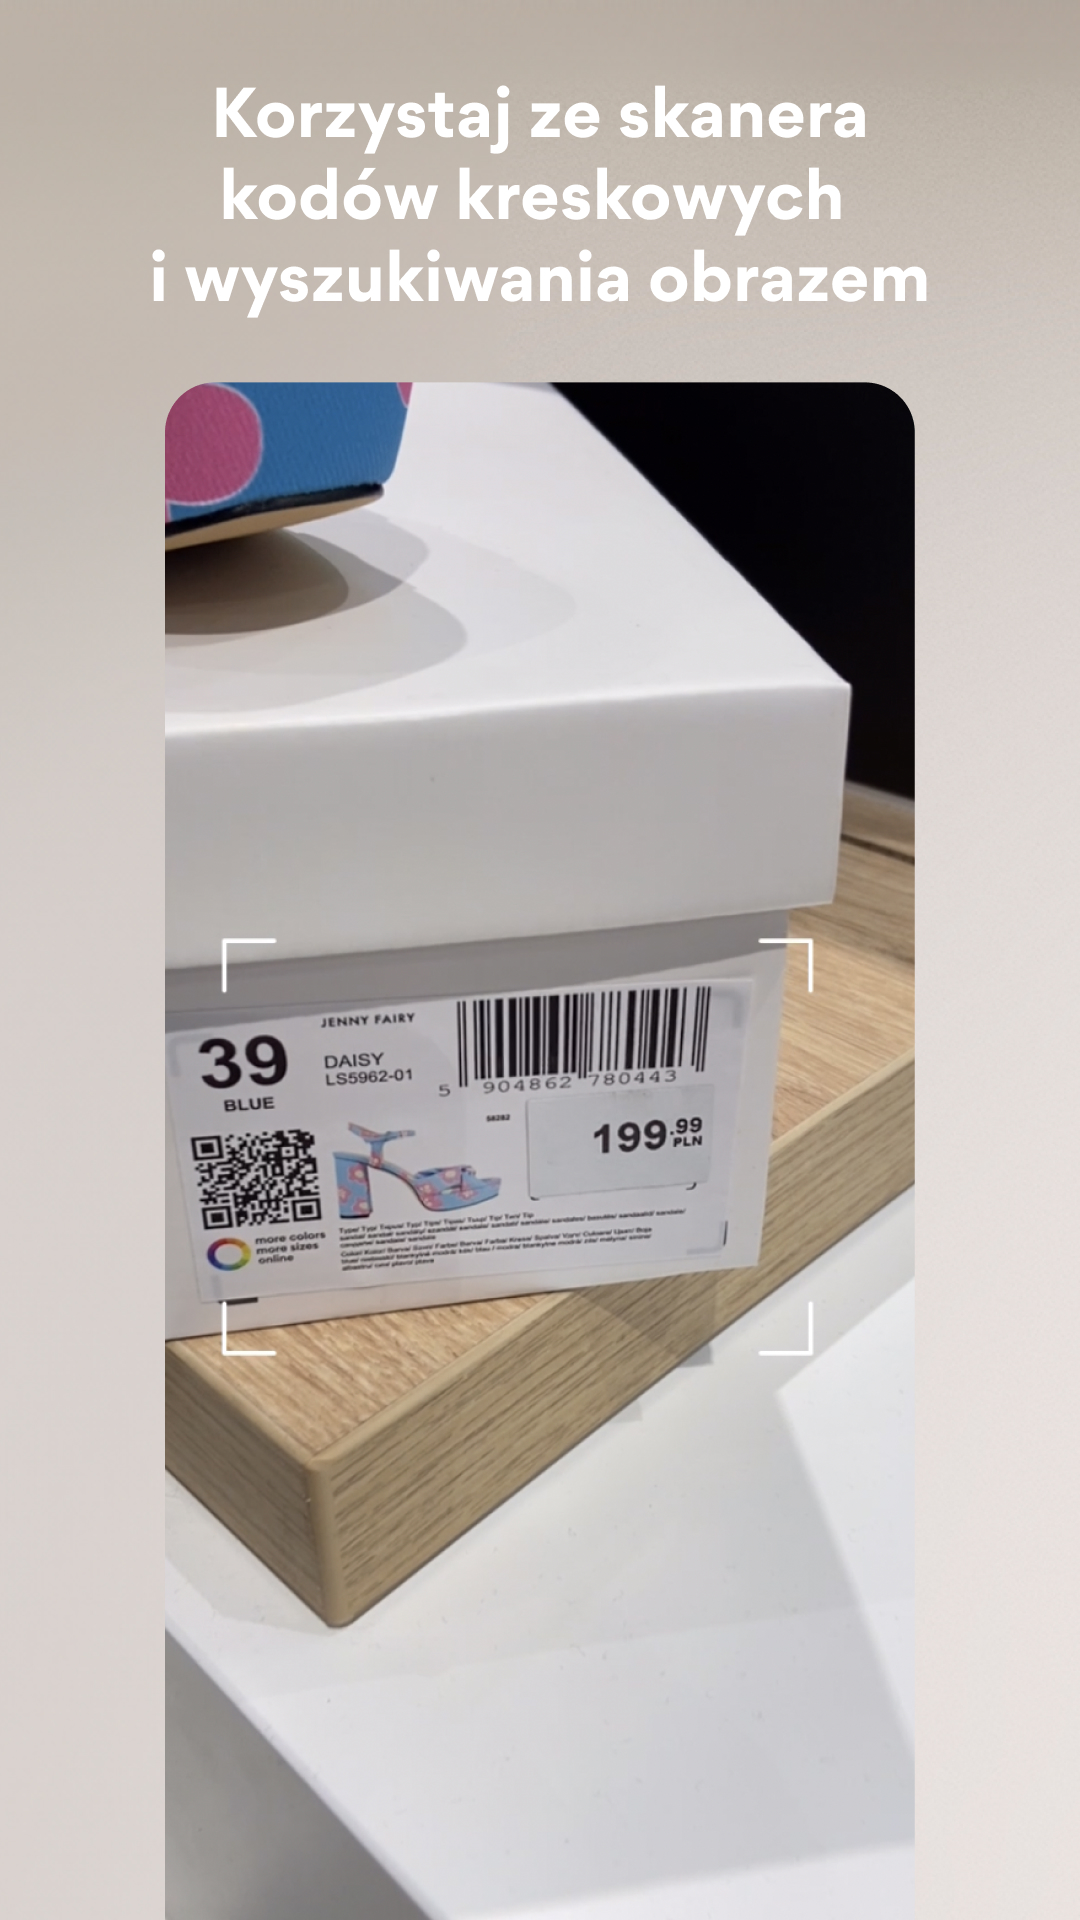 Korzystaj ze skanera
kodów kreskowych
i wyszukiwania obrazem
JENNY FAIRY
39
DAISY
LS5962-01
BLUE
5 904862 780443
58282
199.99
PLN
more colors
more sizes
online